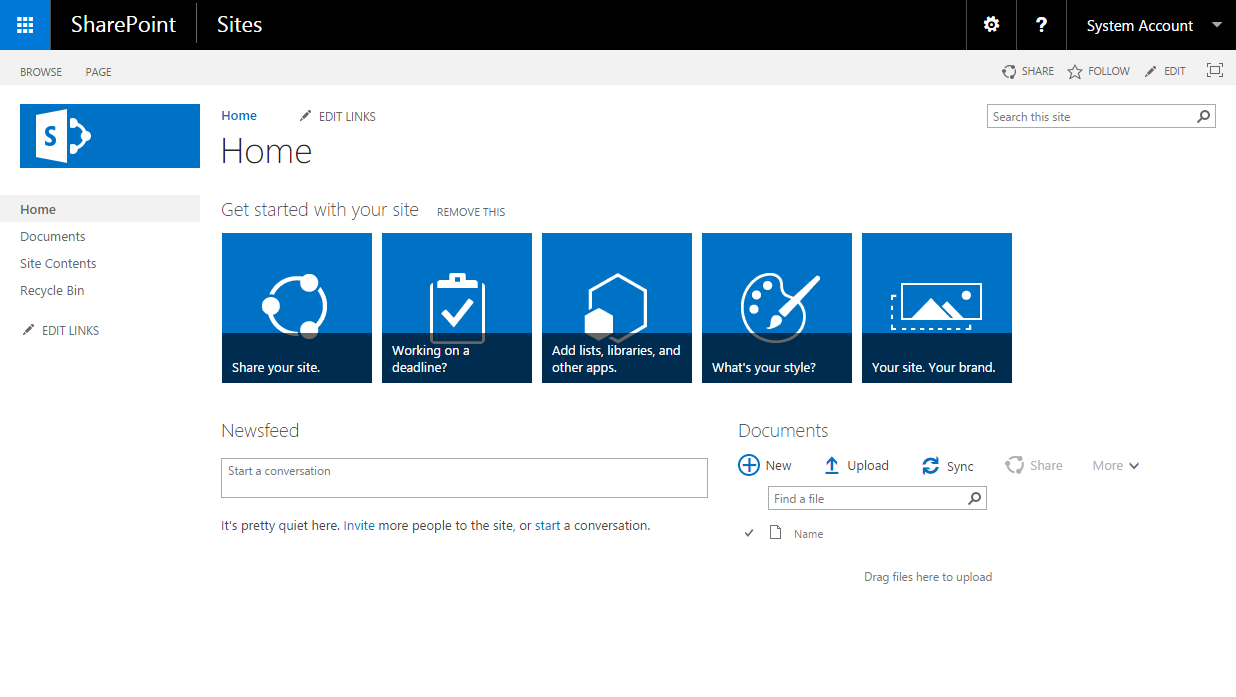 SharePoint Sites ? System Account
BROWSE PAGE SHARE FOLLOW EDIT
S
Home EDIT LINKS Search this site
Home
Home
Documents
Site Contents
Recycle Bin
EDIT LINKS
Get started with your site REMOVE THIS
Share your site.
Working on a
deadline?
Add lists, libraries, and
other apps.
What's your style?
Your site. Your brand.
Newsfeed
Start a conversation
It's pretty quiet here. Invite more people to the site, or start a conversation.
Documents
New Upload Sync Share More
Find a file
Name
Drag files here to upload